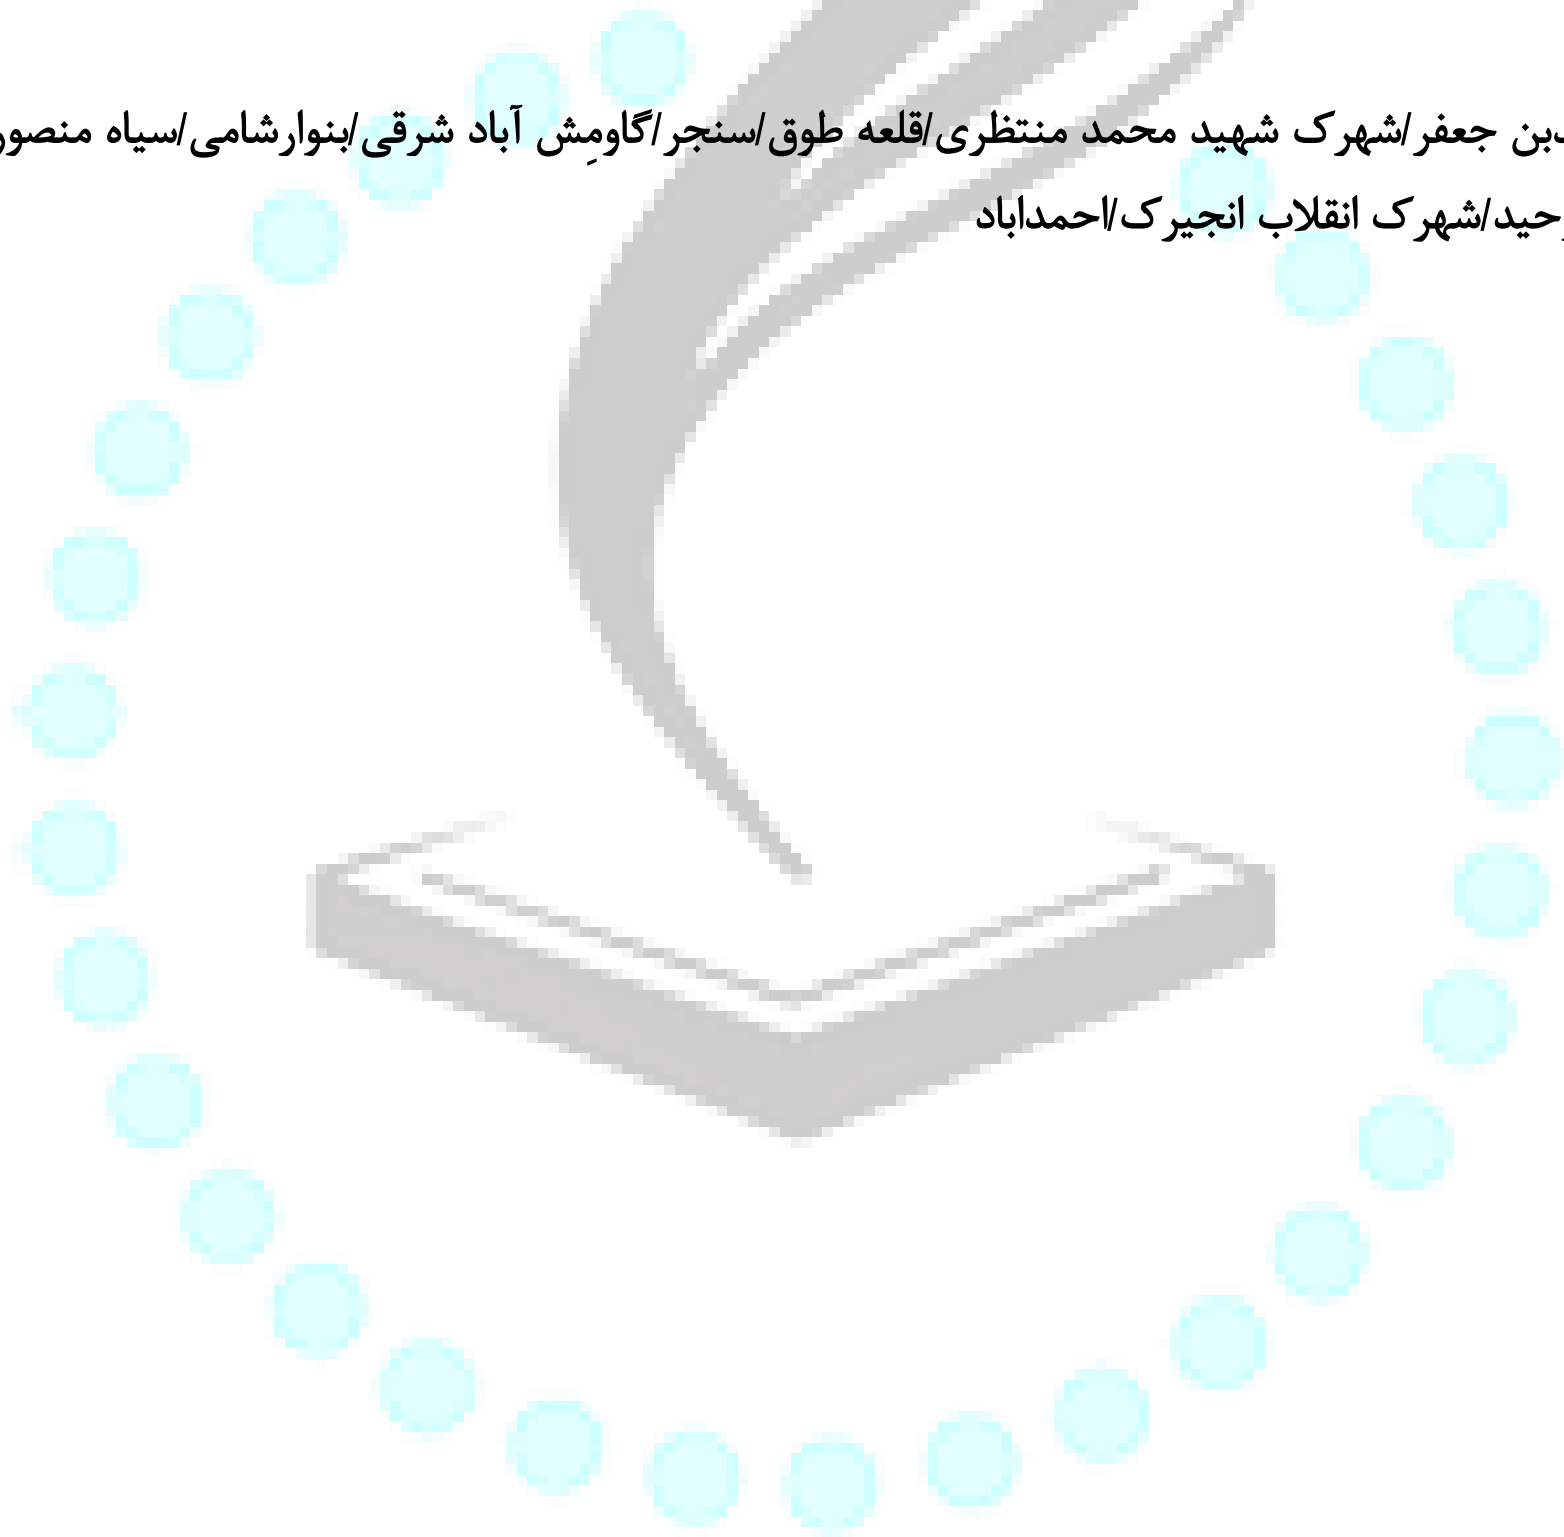 بن جعفر/شهرک شهید محمد منتظری/قلعه طوق/سنجر/گاومِش آباد شرقی/بنوارشامی/سیاه منصور
حید/شهرک انقلاب انجیرک/احمداباد